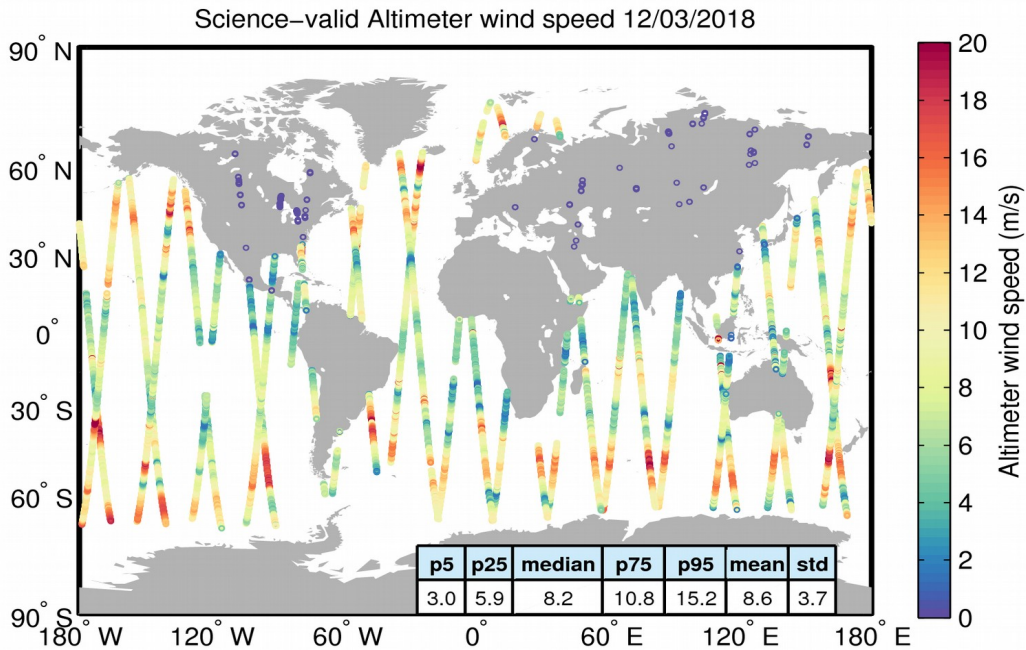 Science−valid Altimeter wind speed 12/03/2018
90° N
60° N
30° N
0°
30° S
60° S
90° S
180° W
120° W
60° W
0°
60° E
120° E
180° E
p5 p25 median p75 p95 mean std
3.0 5.9 8.2 10.8 15.2 8.6 3.7
20
18
16
14
12
10
8
6
4
2
0
Altimeter wind speed (m/s)